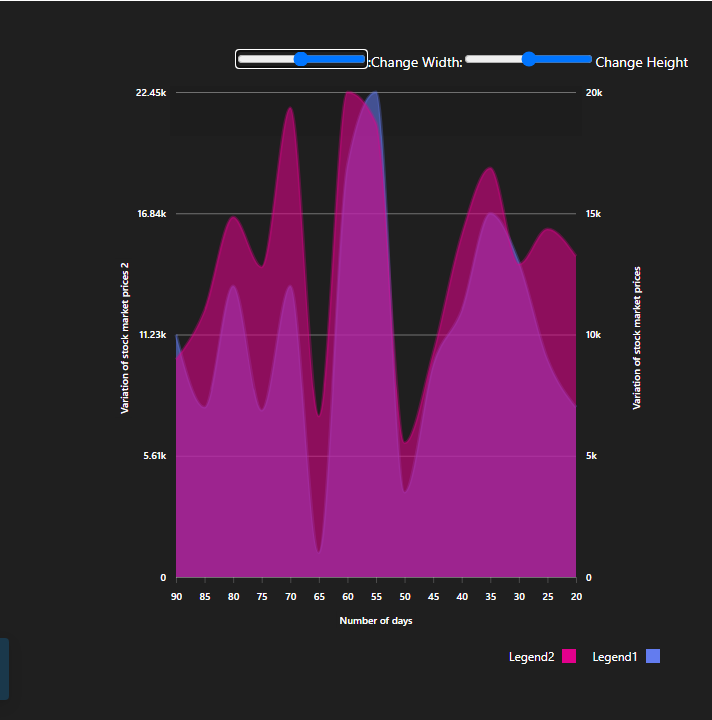 :Change Width: Change Height
22.45k
20k
16.84k
15k
11.23k
10k
5.61k
5k
0
0
Variation of stock market prices 2
Variation of stock market prices
90 85 80 75 70 65 60 55 50 45 40 35 30 25 20
Number of days
Legend2 Legend1